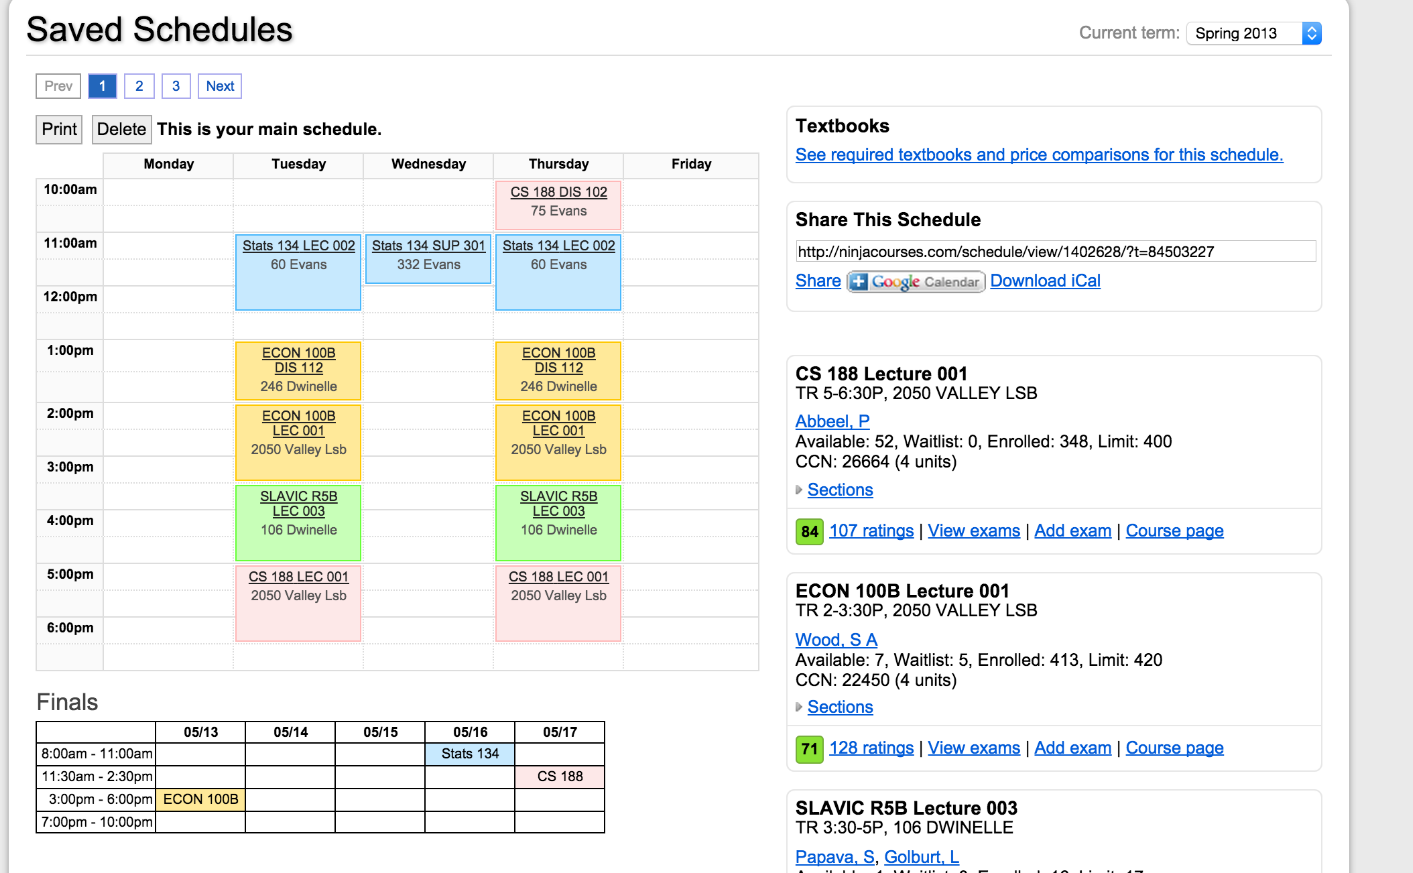 Saved Schedules
Current term: Spring 2013
Prev 1 2 3 Next
Print Delete This is your main schedule.
Monday Tuesday Wednesday Thursday Friday
10:00am
CS 188 DIS 102
75 Evans
11:00am
Stats 134 LEC 002
60 Evans
Stats 134 SUP 301
332 Evans
Stats 134 LEC 002
60 Evans
12:00pm
1:00pm
ECON 100B
DIS 112
246 Dwinelle
ECON 100B
DIS 112
246 Dwinelle
2:00pm
ECON 100B
LEC 001
2050 Valley Lsb
ECON 100B
LEC 001
2050 Valley Lsb
3:00pm
SLAVIC R5B
LEC 003
106 Dwinelle
SLAVIC R5B
LEC 003
106 Dwinelle
4:00pm
5:00pm
CS 188 LEC 001
2050 Valley Lsb
CS 188 LEC 001
2050 Valley Lsb
6:00pm
Finals
05/13 05/14 05/15 05/16 05/17
8:00am - 11:00am Stats 134
11:30am - 2:30pm CS 188
3:00pm - 6:00pm ECON 100B
7:00pm - 10:00pm
Textbooks
See required textbooks and price comparisons for this schedule.
Share This Schedule
http://ninjacourses.com/schedule/view/1402628/?t=84503227
Share Google Calendar Download iCal
CS 188 Lecture 001
TR 5-6:30P, 2050 VALLEY LSB
Abbeel, P
Available: 52, Waitlist: 0, Enrolled: 348, Limit: 400
CCN: 26664 (4 units)
Sections
84 107 ratings | View exams | Add exam | Course page
ECON 100B Lecture 001
TR 2-3:30P, 2050 VALLEY LSB
Wood, S A
Available: 7, Waitlist: 5, Enrolled: 413, Limit: 420
CCN: 22450 (4 units)
Sections
71 128 ratings | View exams | Add exam | Course page
SLAVIC R5B Lecture 003
TR 3:30-5P, 106 DWINELLE
Papava, S, Golburt, L